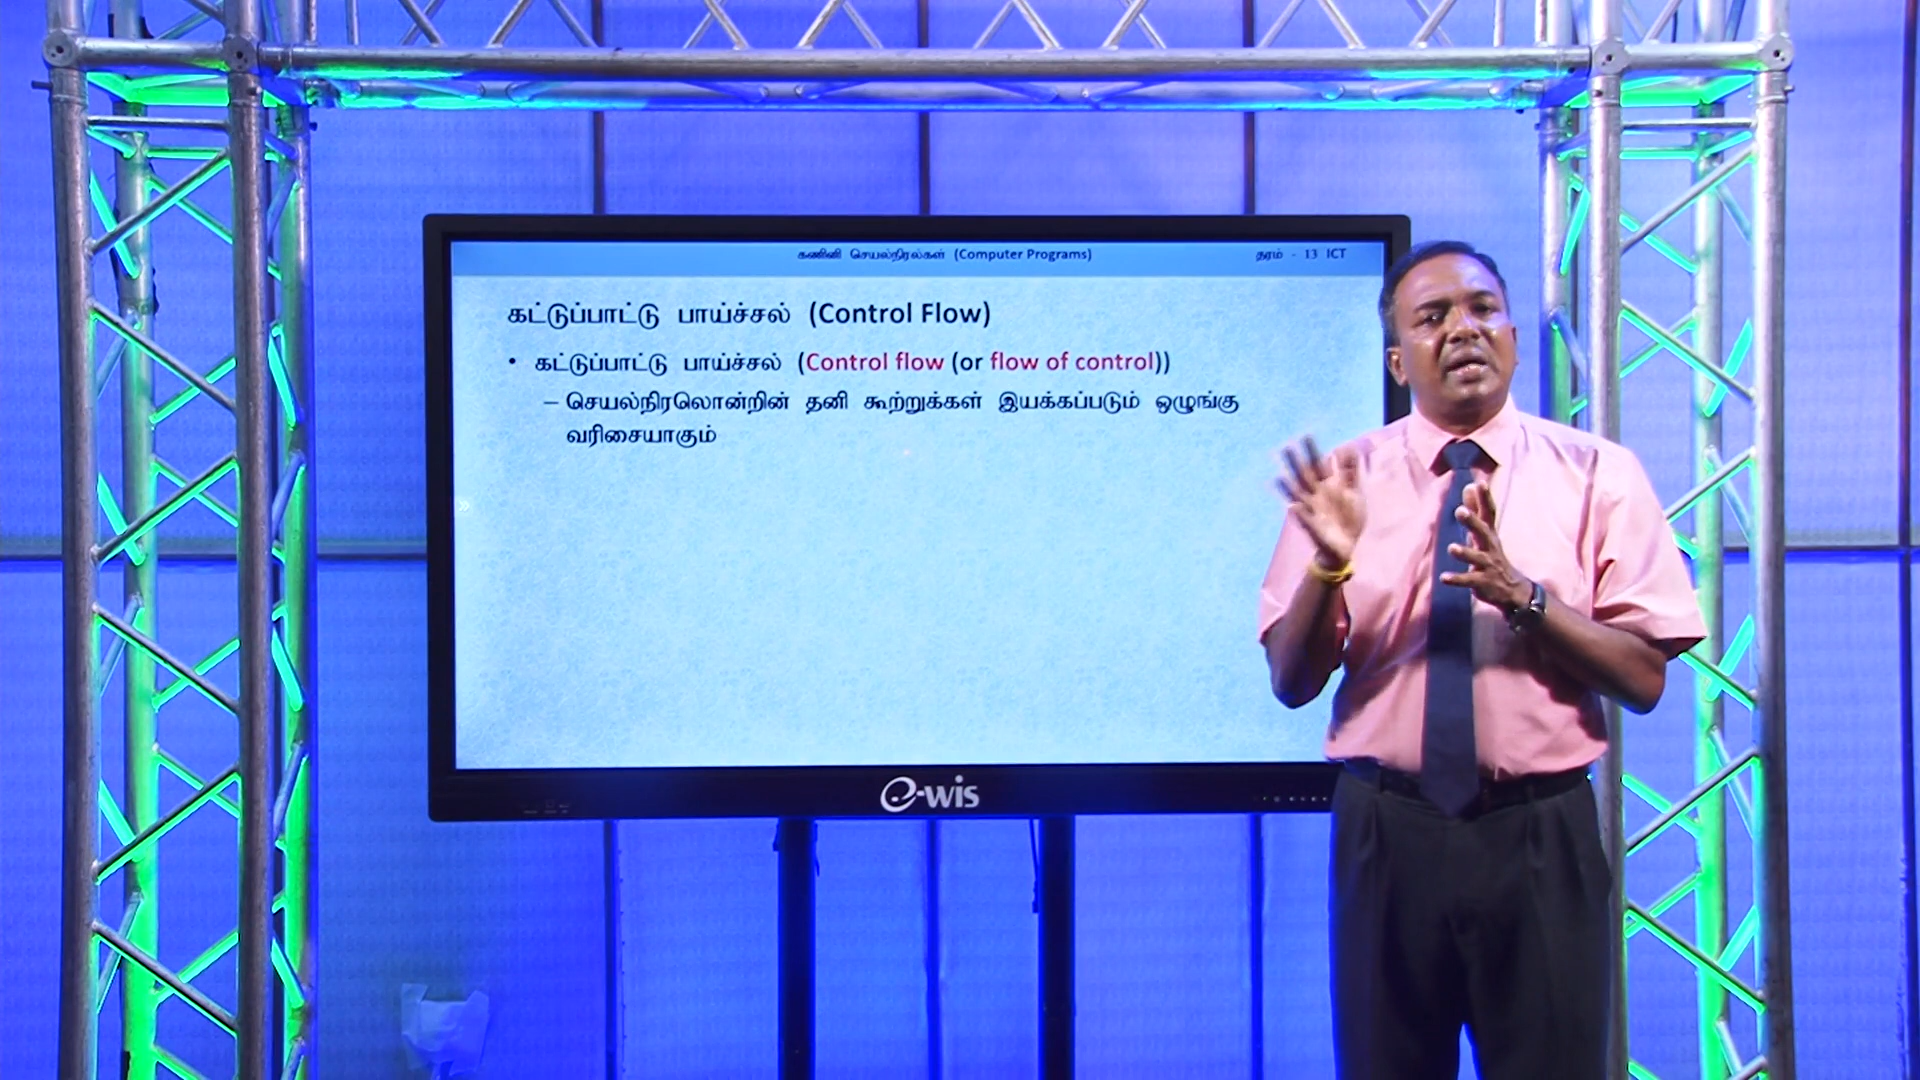 கணினி செயல்நிரல்கள் (Computer Programs)
தரம் - 13 ICT
கட்டுப்பாட்டு பாய்ச்சல் (Control Flow)
• கட்டுப்பாட்டு பாய்ச்சல் (Control flow (or flow of control))
– செயல்நிரலொன்றின் தனி கூற்றுக்கள் இயக்கப்படும் ஒழுங்கு
வரிசையாகும்
e-wis